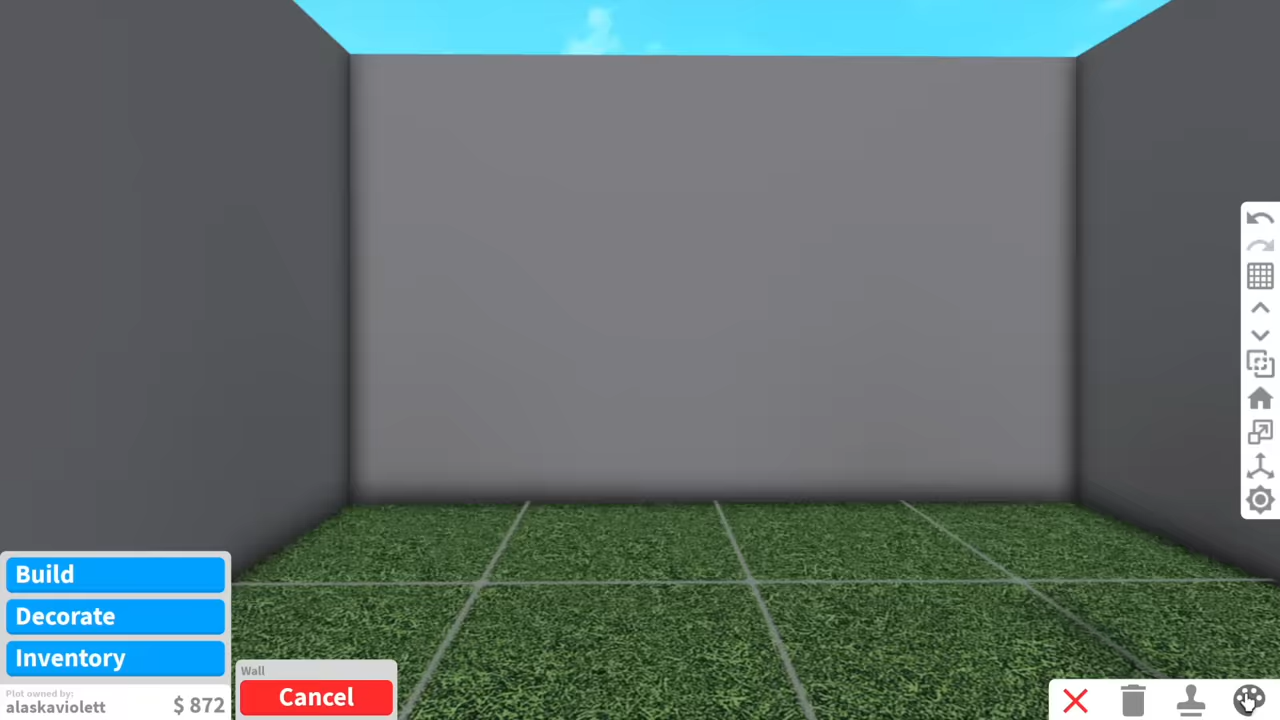 Build
Decorate
Inventory
Plot owned by:
alaskaviolett
$ 872
Wall
Cancel